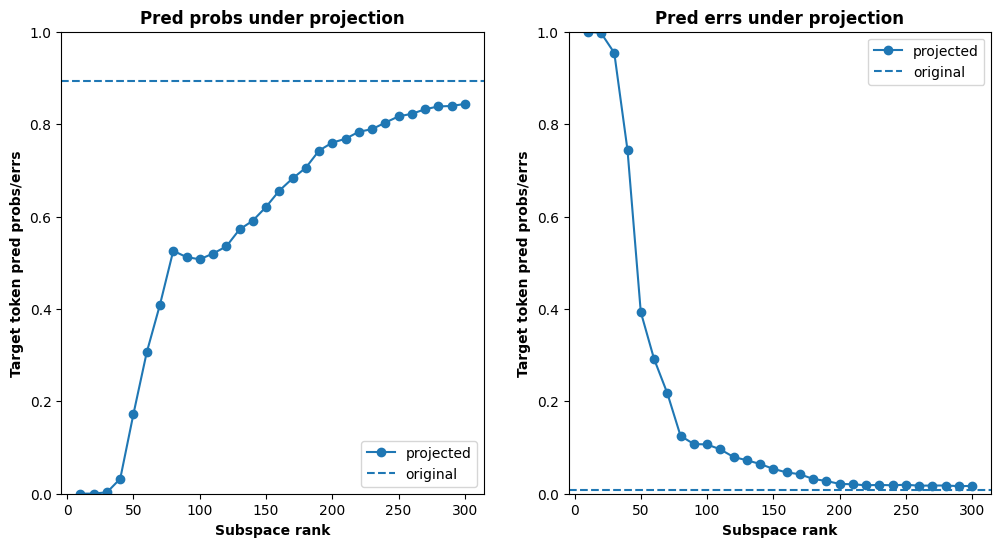 Pred probs under projection
Target token pred probs/errs
1.0
0.8
0.6
0.4
0.2
0.0
0 50 100 150 200 250 300
Subspace rank
projected
original
Pred errs under projection
Target token pred probs/errs
1.0
0.8
0.6
0.4
0.2
0.0
0 50 100 150 200 250 300
Subspace rank
projected
original